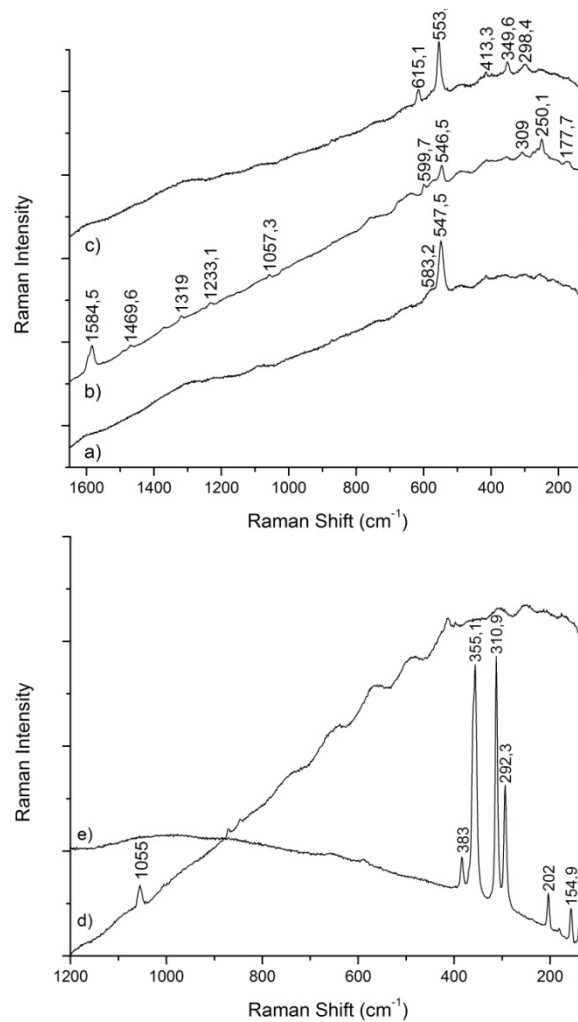 553,
615,1
413,3
349,6
298,4
599,7
546,5
309
250,1
177,7
c)
1584,5
1469,6
1319
1233,1
1057,3
583,2
547,5
b)
a)
Raman Intensity
1600 1400 1200 1000 800 600 400 200
Raman Shift (cm⁻¹)
355,1
310,9
292,3
383
202
154,9
e)
1055
d)
Raman Intensity
1200 1000 800 600 400 200
Raman Shift (cm⁻¹)